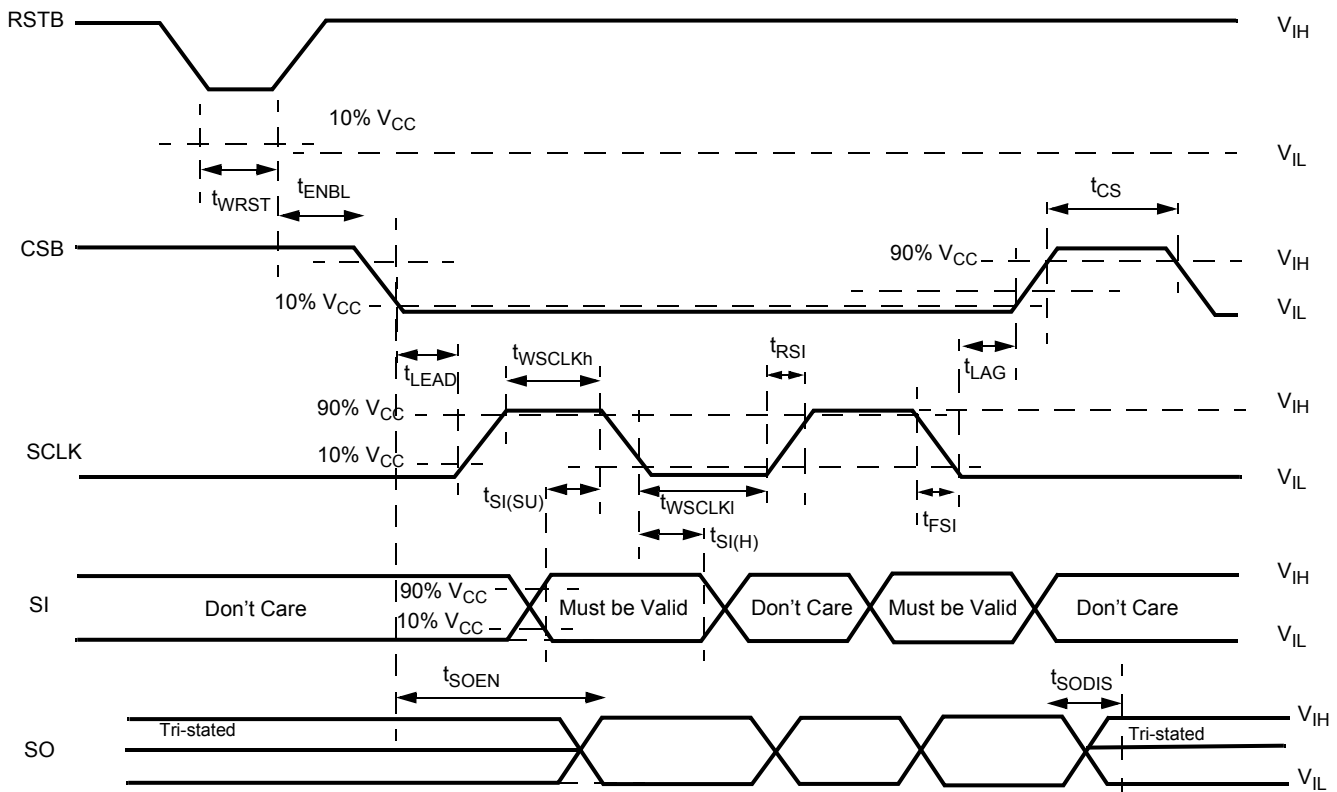 RSTB
VIH
10% VCC
VIL
tWRST
tENBL
tCS
CSB
90% VCC
VIH
10% VCC
VIL
tLEAD
tWSCLKh
tRSI
tLAG
90% VCC
VIH
SCLK
10% VCC
VIL
tSI(SU)
tWSCLKl
tFSI
tSI(H)
SI
90% VCC
VIH
Don't Care
Must be Valid
Don't Care
Must be Valid
Don't Care
10% VCC
VIL
tSOEN
tSODIS
VIH
Tri-stated
Tri-stated
SO
VIL